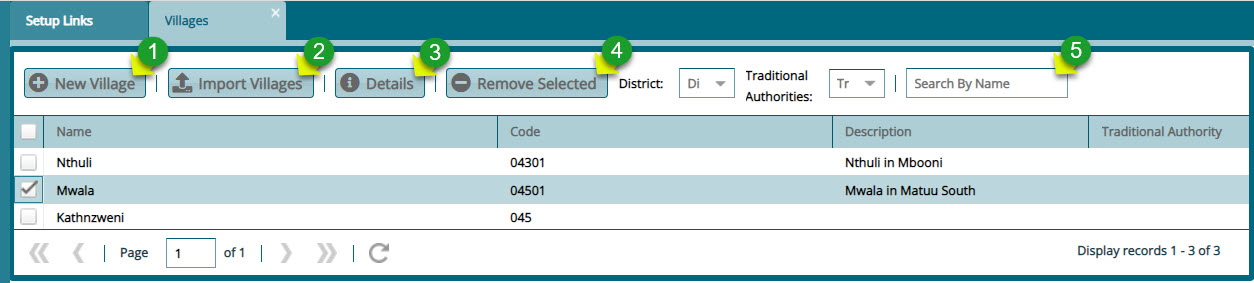 Setup Links Villages
1 2 3 4 5
New Village Import Villages Details Remove Selected District: Di Traditional Authorities: Tr Search By Name
Name Code Description Traditional Authority
Nthuli 04301 Nthuli in Mbooni
Mwala 04501 Mwala in Matuu South
Kathnzweni 045
Page 1 of 1 Display records 1 - 3 of 3